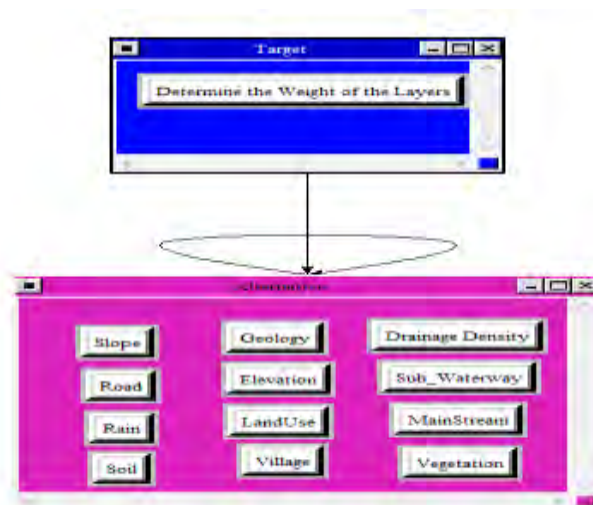 Target
Determine the Weight of the Layers
Slope
Geology
Drainage Density
Road
Elevation
Sub_Waterway
Rain
LandUse
MainStream
Soil
Village
Vegetation